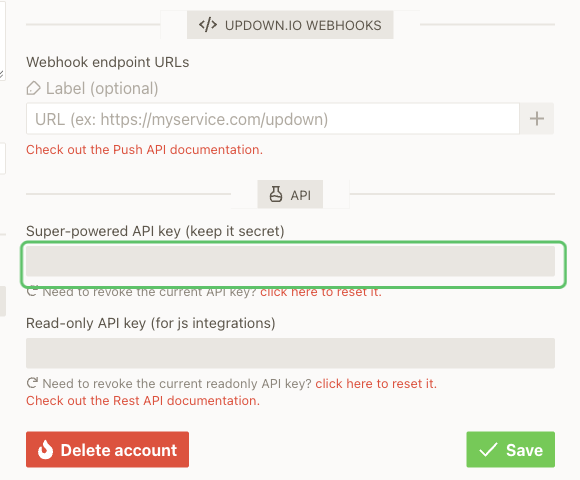 </> UPDOWN.IO WEBHOOKS
Webhook endpoint URLs
Label (optional)
URL (ex: https://myservice.com/updown)
+
Check out the Push API documentation.
API
Super-powered API key (keep it secret)
Need to revoke the current API key? click here to reset it.
Read-only API key (for js integrations)
Need to revoke the current readonly API key? click here to reset it.
Check out the Rest API documentation.
Delete account
Save